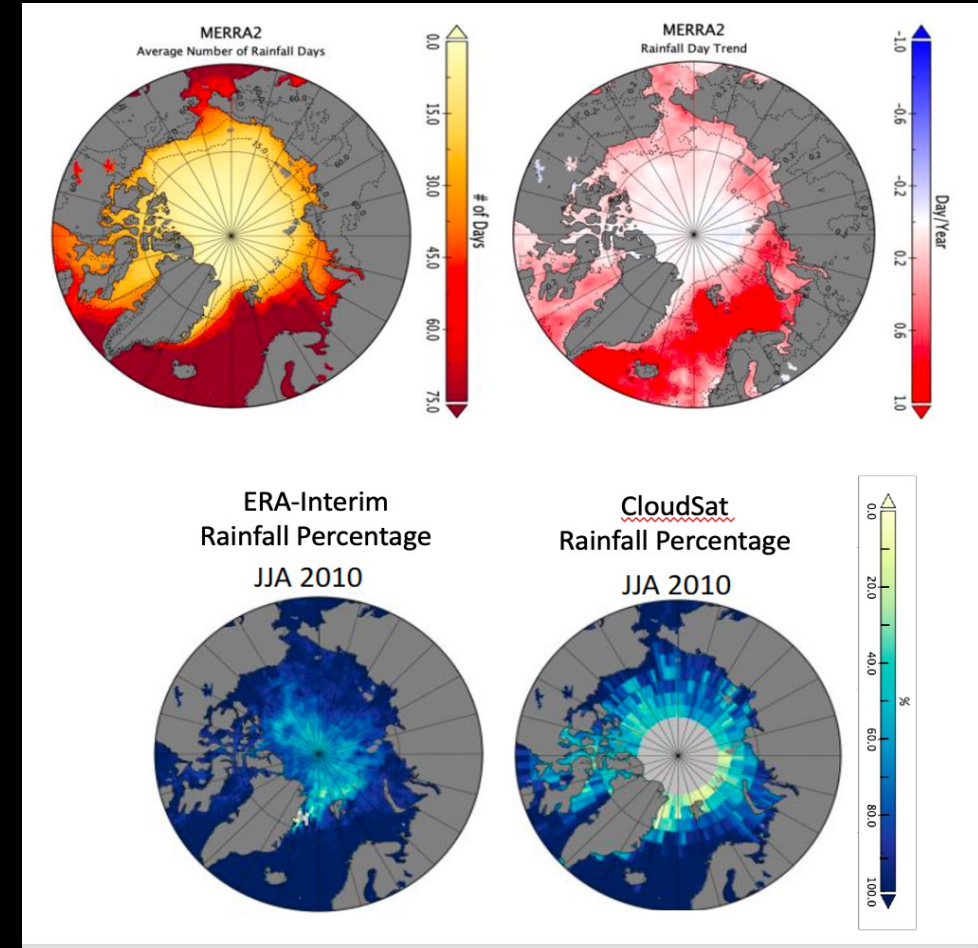 MERRA2
Average Number of Rainfall Days
0.0
15.0
30.0
45.0
60.0
75.0
# of Days
MERRA2
Rainfall Day Trend
-1.0
-0.6
-0.2
0.2
0.6
1.0
Day/Year
ERA-Interim
Rainfall Percentage
JJA 2010
CloudSat
Rainfall Percentage
JJA 2010
0.0
20.0
40.0
60.0
80.0
100.0
%